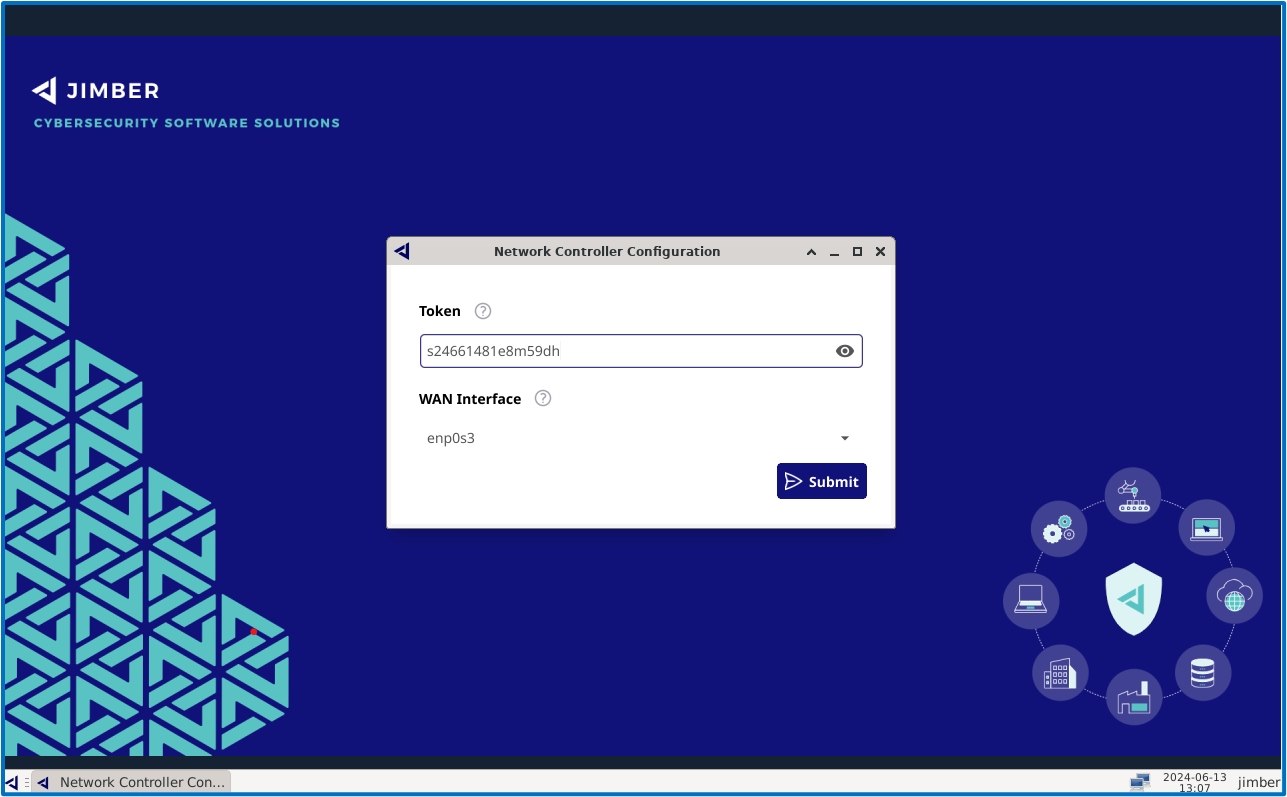 JIMBER
CYBERSECURITY SOFTWARE SOLUTIONS
Network Controller Configuration
Token ?
s24661481e8m59dh
WAN Interface ?
enp0s3
Submit
Network Controller Con...
2024-06-13
13:07
jimber